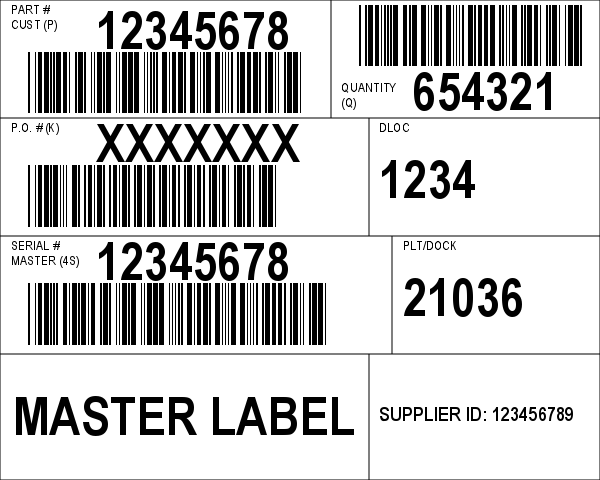 PART #
CUST (P)
12345678
QUANTITY
(Q)
654321
P.O. #(K)
XXXXXXX
DLOC
1234
SERIAL #
MASTER (4S)
12345678
PLT/DOCK
21036
MASTER LABEL
SUPPLIER ID: 123456789